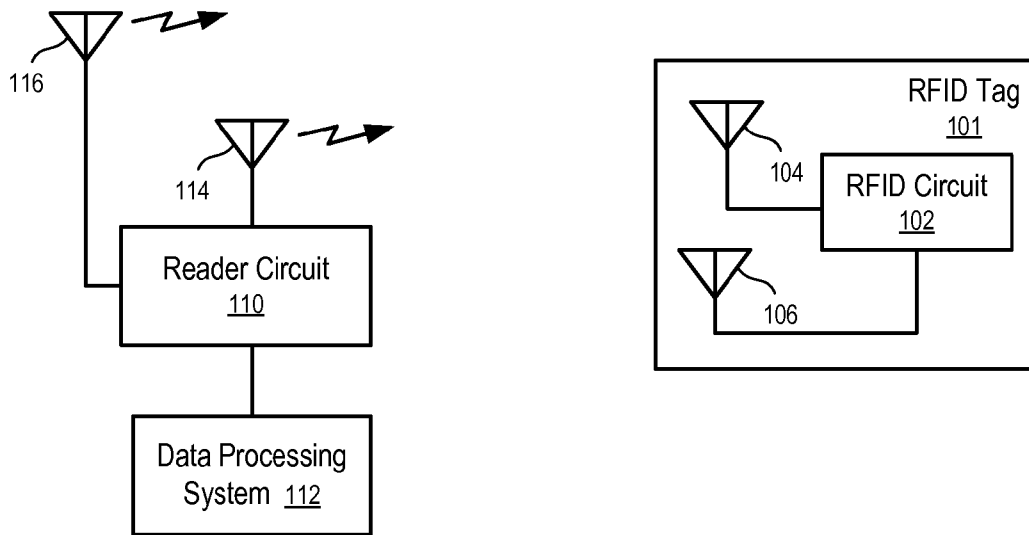 116
114
Reader Circuit
110
Data Processing
System 112
RFID Tag
101
104
RFID Circuit
102
106